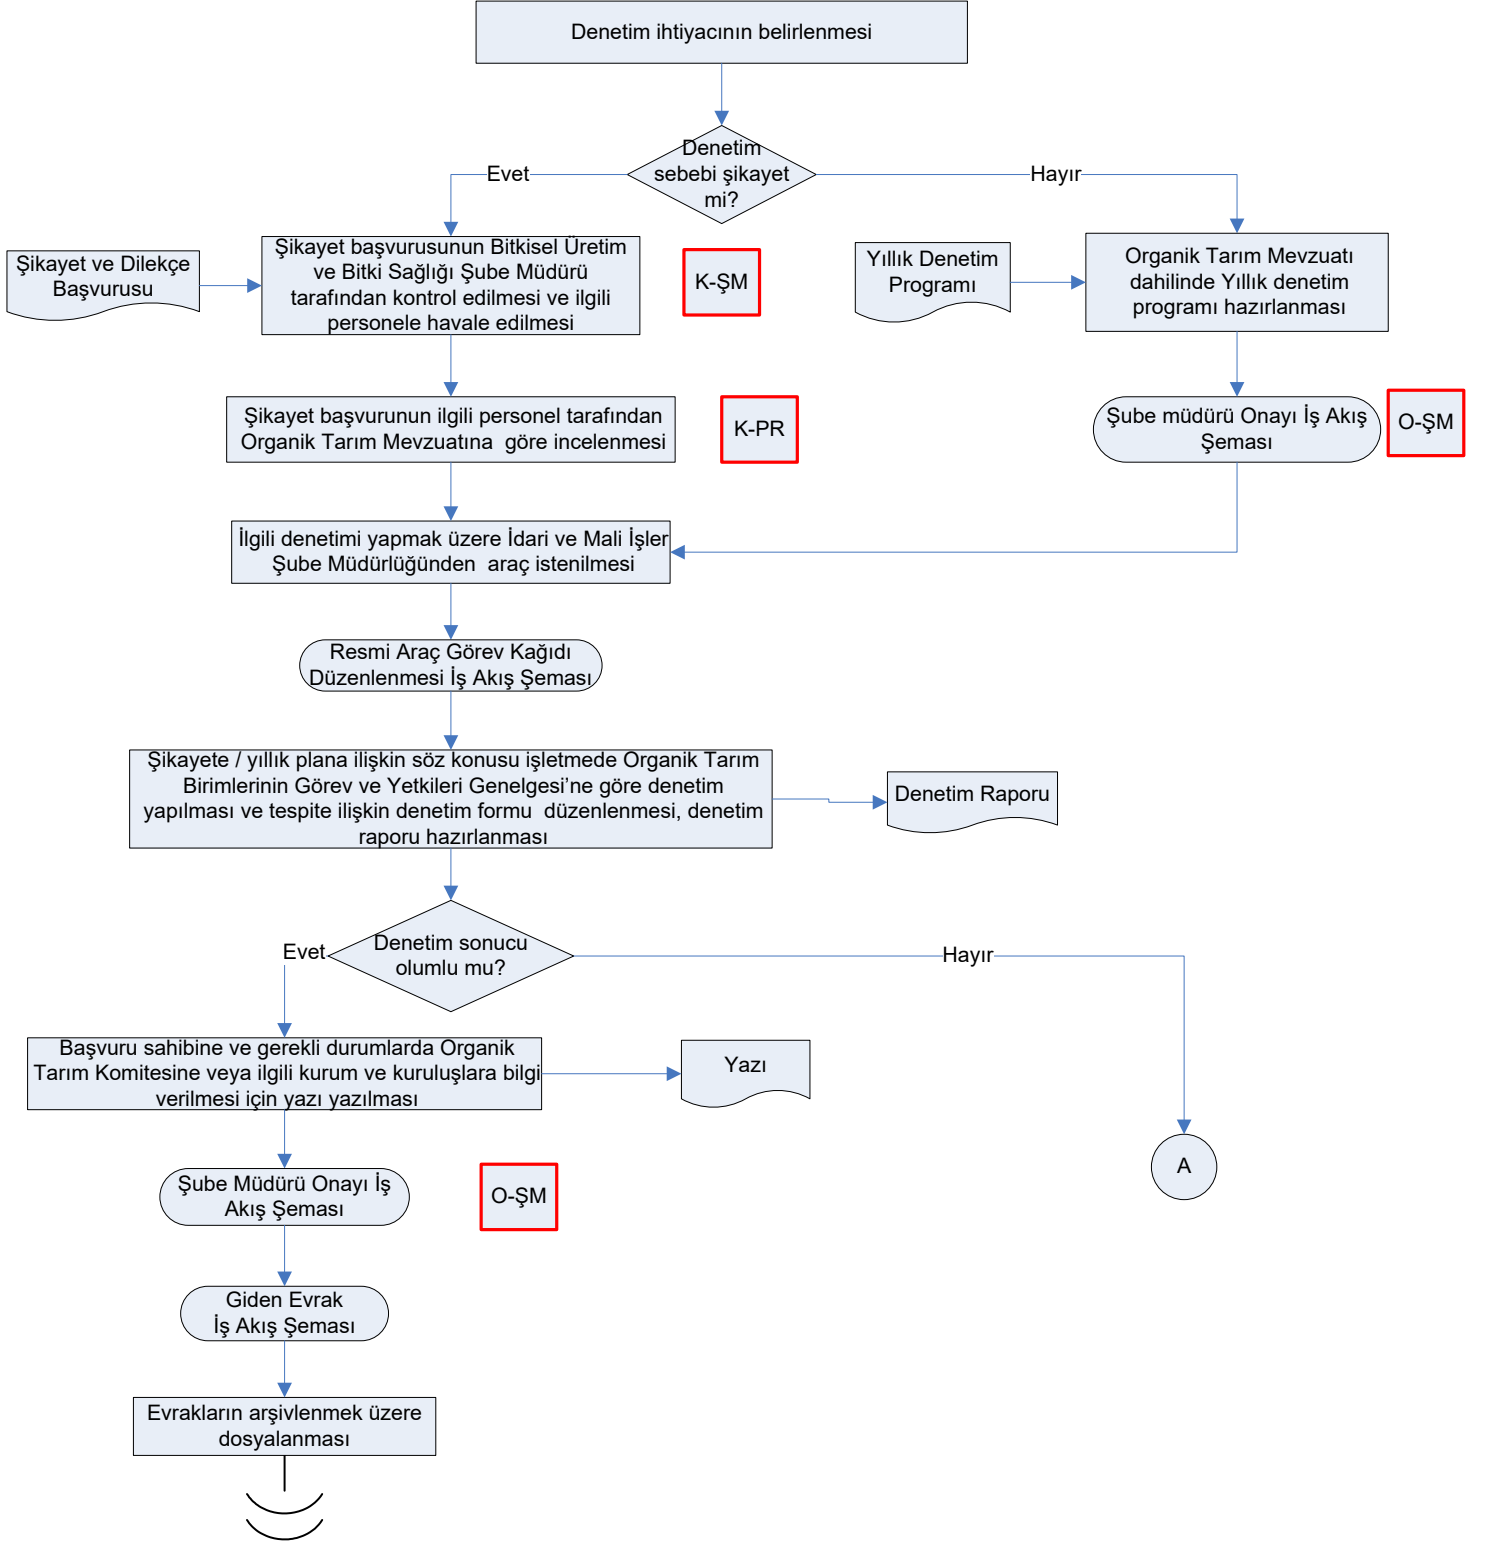 Denetim ihtiyacının belirlenmesi
Denetim
sebebi şikayet
mi?
Evet
Hayır
Şikayet ve Dilekçe
Başvurusu
Şikayet başvurusunun Bitkisel Üretim
ve Bitki Sağlığı Şube Müdürü
tarafından kontrol edilmesi ve ilgili
personele havale edilmesi
K-ŞM
Yıllık Denetim
Programı
Organik Tarım Mevzuatı
dahilinde Yıllık denetim
programı hazırlanması
Şikayet başvurunun ilgili personel tarafından
Organik Tarım Mevzuatına  göre incelenmesi
K-PR
Şube müdürü Onayı İş Akış
Şeması
O-ŞM
İlgili denetimi yapmak üzere İdari ve Mali İşler
Şube Müdürlüğünden  araç istenilmesi
Resmi Araç Görev Kağıdı
Düzenlenmesi İş Akış Şeması
Şikayete / yıllık plana ilişkin söz konusu işletmede Organik Tarım
Birimlerinin Görev ve Yetkileri Genelgesi’ne göre denetim
yapılması ve tespite ilişkin denetim formu  düzenlenmesi, denetim
raporu hazırlanması
Denetim Raporu
Denetim sonucu
olumlu mu?
Evet
Hayır
Başvuru sahibine ve gerekli durumlarda Organik
Tarım Komitesine veya ilgili kurum ve kuruluşlara bilgi
verilmesi için yazı yazılması
Yazı
A
Şube Müdürü Onayı İş
Akış Şeması
O-ŞM
Giden Evrak
İş Akış Şeması
Evrakların arşivlenmek üzere
dosyalanması